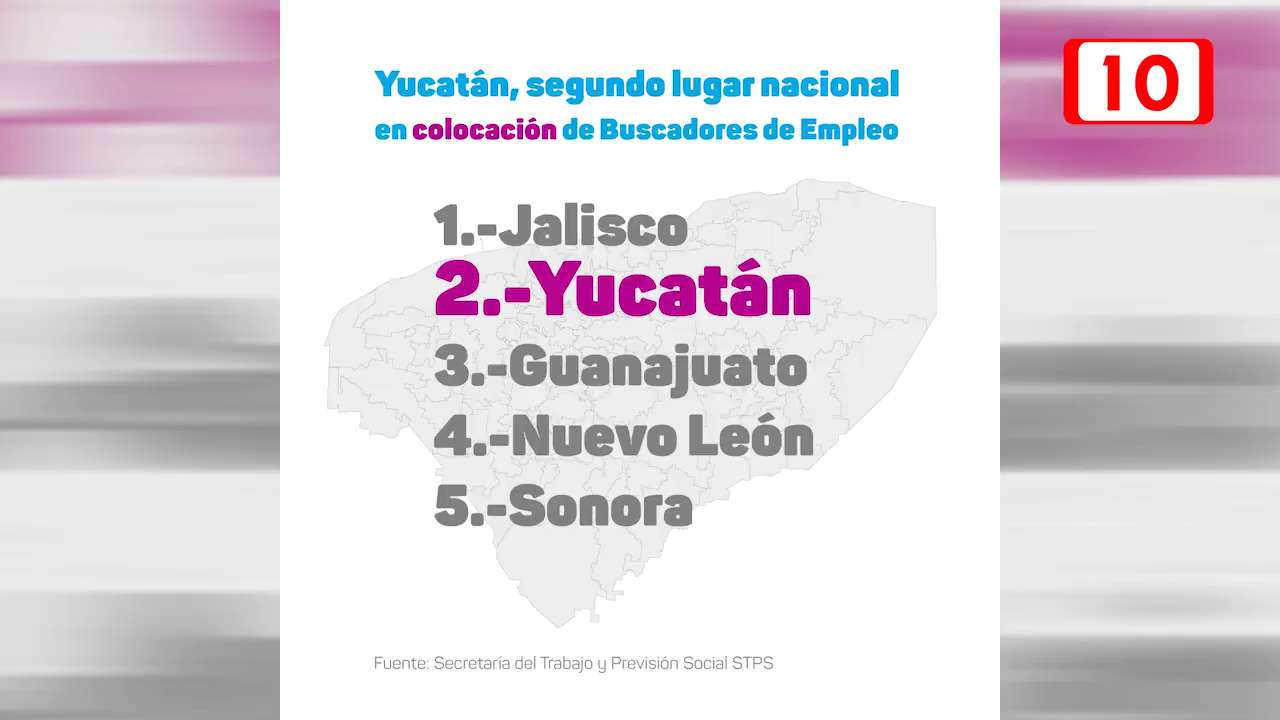 Yucatán, segundo lugar nacional
en colocación de Buscadores de Empleo
10
1.-Jalisco
2.-Yucatán
3.-Guanajuato
4.-Nuevo León
5.-Sonora
Fuente: Secretaría del Trabajo y Previsión Social STPS